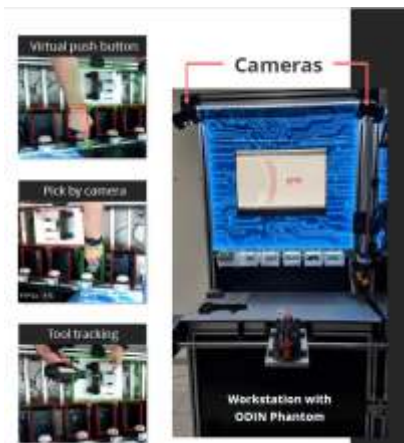 Virtual push button
Cameras
Pick by camera
Tool tracking
Workstation with
ODIN Phantom